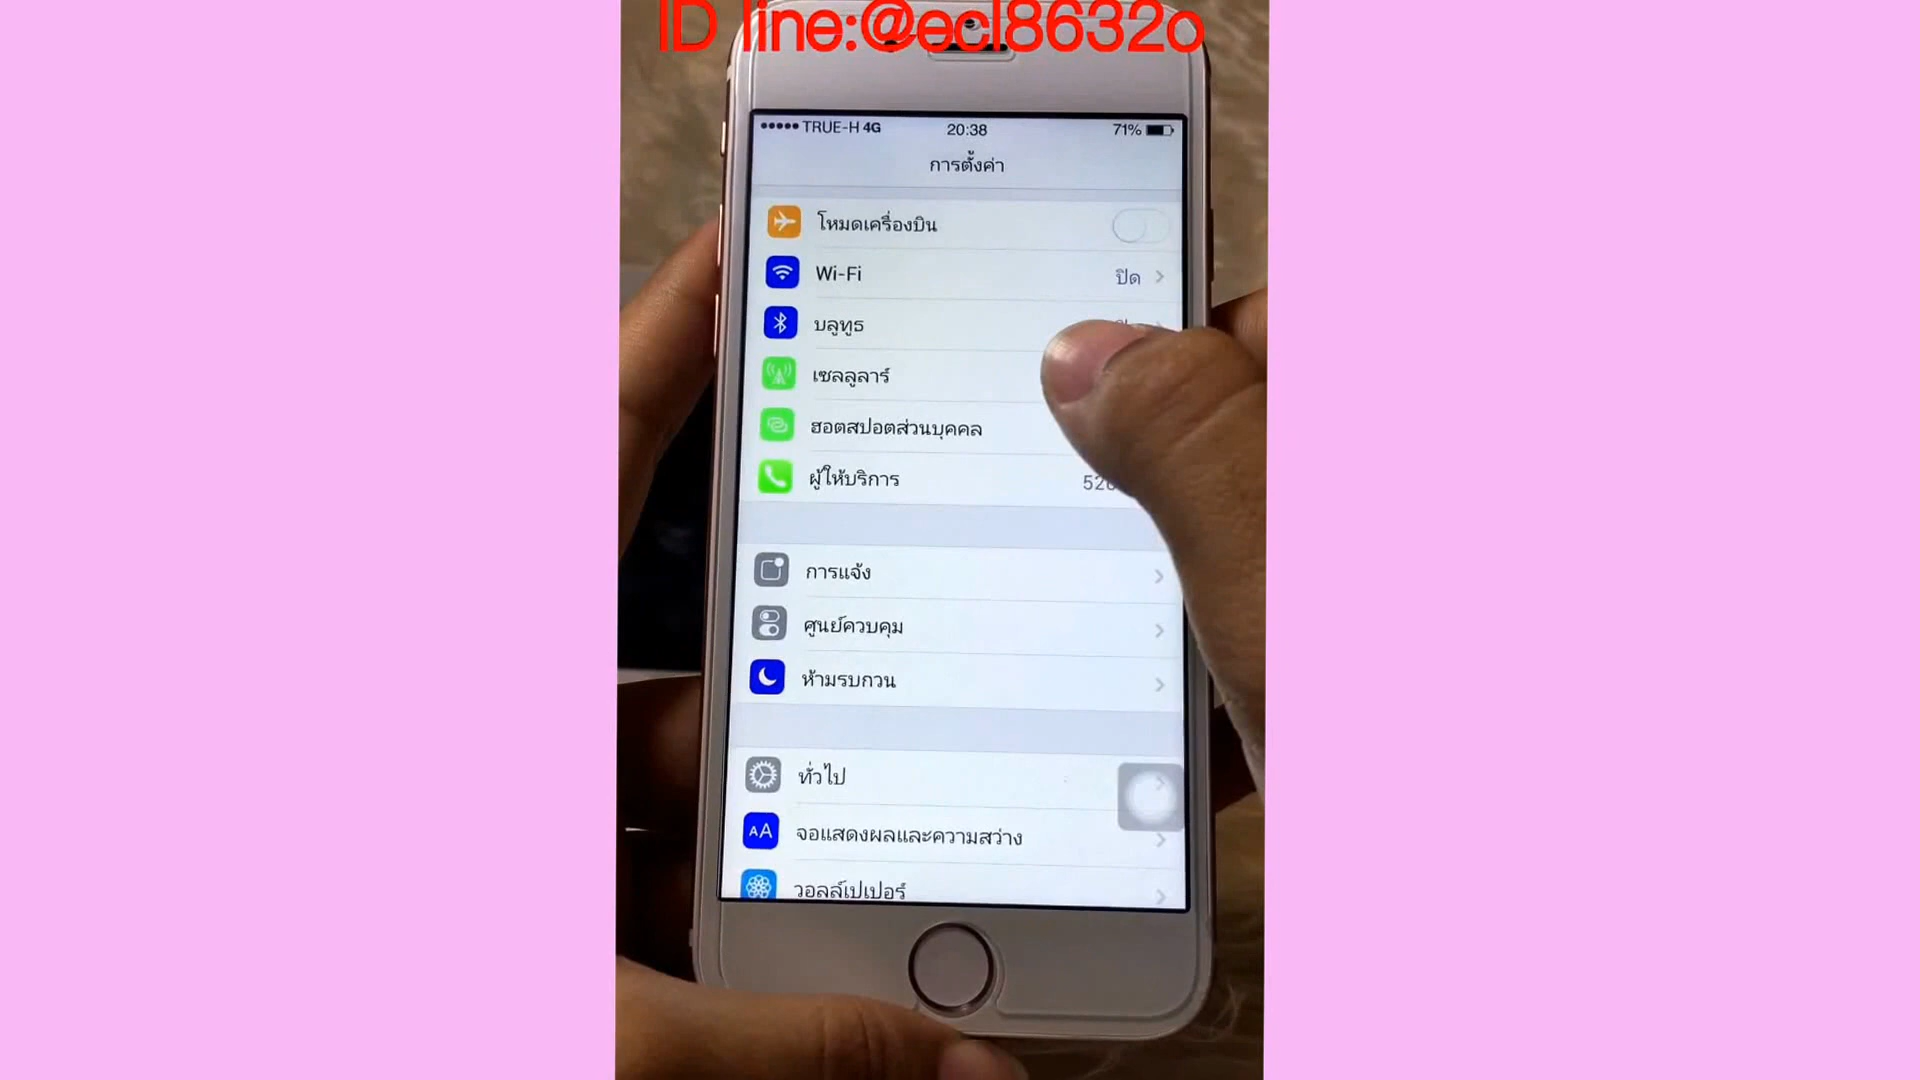 ID line:@ecl8632o
TRUE-H 4G 20:38 71%
การตั้งค่า
โหมดเครื่องบิน
Wi-Fi ปิด
บลูทูธ
เซลลูลาร์
ฮอตสปอตส่วนบุคคล
ผู้ให้บริการ
การแจ้ง
ศูนย์ควบคุม
ห้ามรบกวน
ทั่วไป
AA จอแสดงผลและความสว่าง
วอลล์เปเปอร์